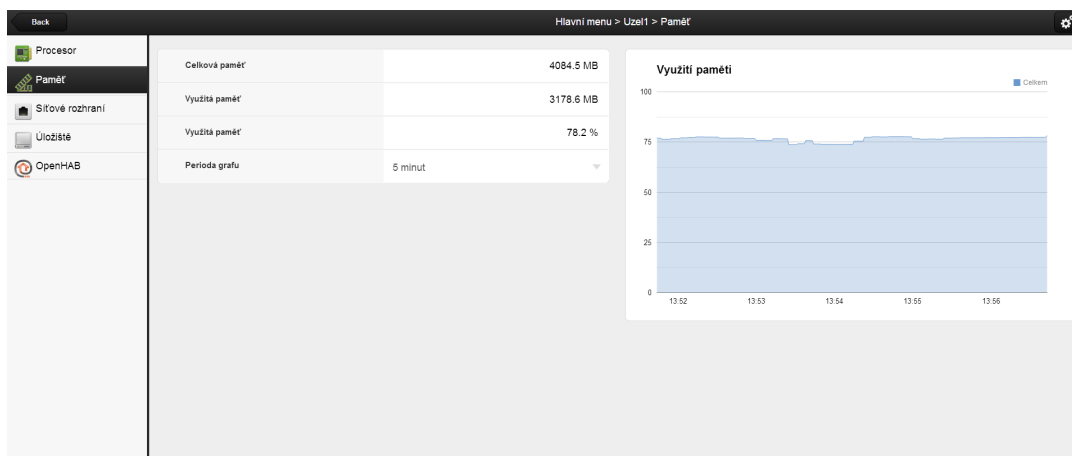 Back
Hlavní menu > Uzel1 > Paměť
Procesor
Paměť
Síťové rozhraní
Úložiště
OpenHAB
Celková paměť 4084.5 MB
Využitá paměť 3178.6 MB
Využitá paměť 78.2 %
Perioda grafu 5 minut
Využití paměti
Celkem
100
75
50
25
0
13:52 13:53 13:54 13:55 13:56